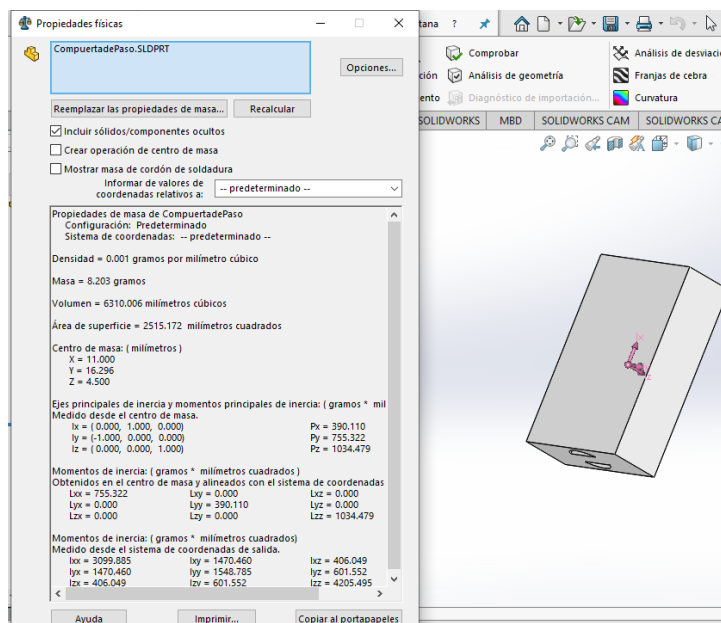 Propiedades físicas
CompuertadePaso.SLDPRT
Opciones...
Reemplazar las propiedades de masa...
Recalcular
Incluir sólidos/componentes ocultos
Crear operación de centro de masa
Mostrar masa de cordón de soldadura
Informar de valores de coordenadas relativos a:
-- predeterminado --
Propiedades de masa de CompuertadePaso
Configuración: Predeterminado
Sistema de coordenadas: -- predeterminado --
Densidad = 0.001 gramos por milímetro cúbico
Masa = 8.203 gramos
Volumen = 6310.006 milímetros cúbicos
Área de superficie = 2515.172 milímetros cuadrados
Centro de masa: ( milímetros )
X = 11.000
Y = 16.296
Z = 4.500
Ejes principales de inercia y momentos principales de inercia: ( gramos * mil
Medido desde el centro de masa.
Ix = ( 0.000, 1.000, 0.000) Px = 390.110
Iy = (-1.000, 0.000, 0.000) Py = 755.322
Iz = ( 0.000, 0.000, 1.000) Pz = 1034.479
Momentos de inercia: ( gramos * milímetros cuadrados )
Obtenidos en el centro de masa y alineados con el sistema de coordenadas
Lxx = 755.322 Lxy = 0.000 Lxz = 0.000
Lyx = 0.000 Lyy = 390.110 Lyz = 0.000
Lzx = 0.000 Lzy = 0.000 Lzz = 1034.479
Momentos de inercia: ( gramos * milímetros cuadrados)
Medido desde el sistema de coordenadas de salida.
Ixx = 3099.885 Ixy = 1470.460 Ixz = 406.049
Iyx = 1470.460 Iyy = 1548.785 Iyz = 601.552
Izx = 406.049 Izy = 601.552 Izz = 4205.495
Ayuda
Imprimir...
Copiar al portapapeles
tana ?
Comprobar
Análisis de desviació
ción
Análisis de geometría
Franjas de cebra
ento
Diagnóstico de importación...
Curvatura
SOLIDWORKS
MBD
SOLIDWORKS CAM
SOLIDWORKS CA